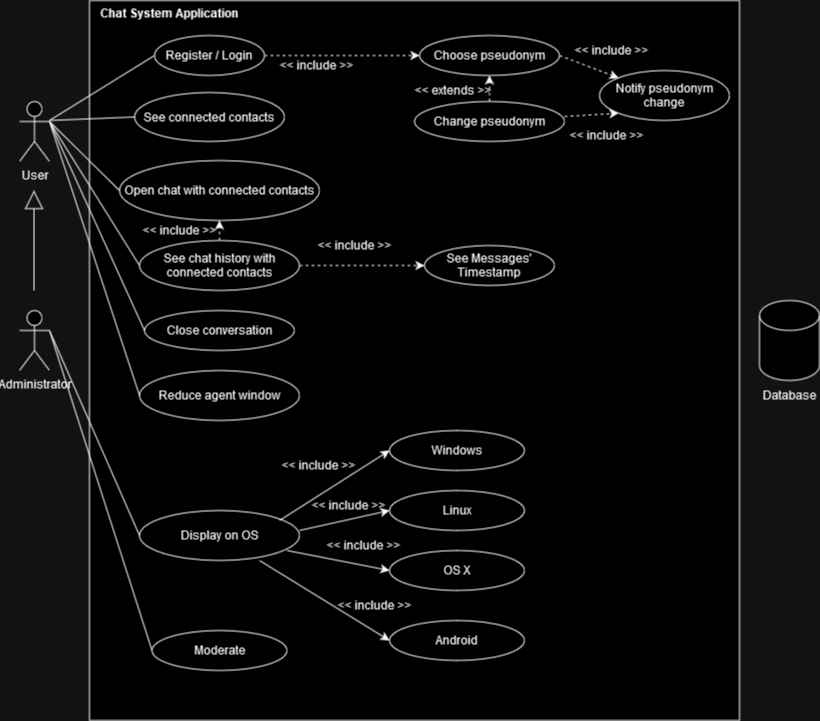 Chat System Application
Register / Login
<< include >>
Choose pseudonym
<< include >>
Notify pseudonym
change
<< extends >>
Change pseudonym
<< include >>
See connected contacts
User
Open chat with connected contacts
<< include >>
See chat history with
connected contacts
<< include >>
See Messages'
Timestamp
Close conversation
Administrator
Reduce agent window
Database
Windows
<< include >>
Linux
<< include >>
Display on OS
<< include >>
OS X
<< include >>
Android
Moderate